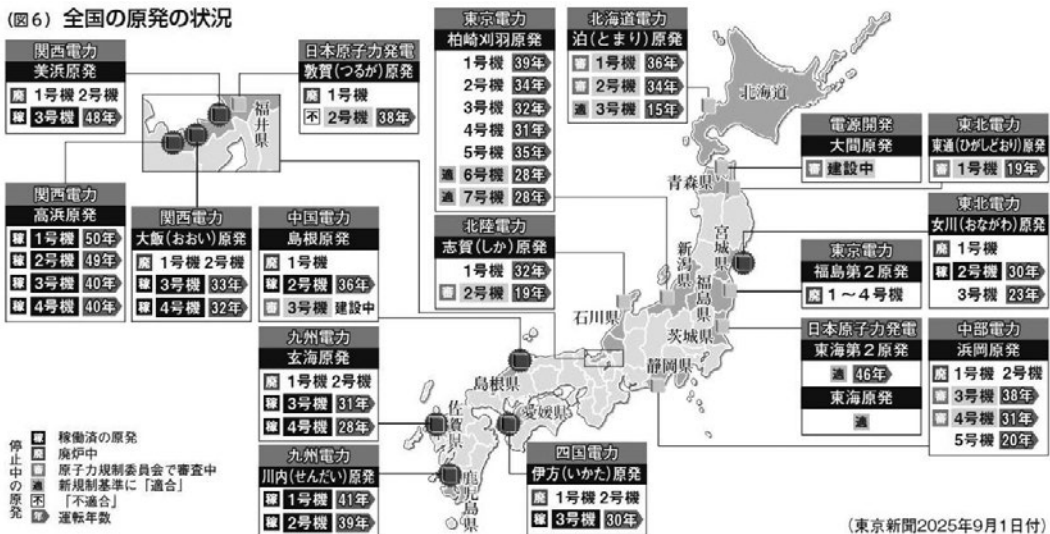 (図6) 全国の原発の状況
関西電力
美浜原発
廃 1号機 2号機
稼 3号機 48年
日本原子力発電
敦賀(つるが)原発
廃 1号機
不 2号機 38年
福井県
関西電力
高浜原発
稼 1号機 50年
稼 2号機 49年
稼 3号機 40年
稼 4号機 40年
関西電力
大飯(おおい)原発
廃 1号機 2号機
稼 3号機 33年
稼 4号機 32年
中国電力
島根原発
廃 1号機
稼 2号機 36年
審 3号機 建設中
東京電力
柏崎刈羽原発
1号機 39年
2号機 34年
3号機 32年
4号機 31年
5号機 35年
適 6号機 28年
適 7号機 28年
北海道電力
泊(とまり)原発
審 1号機 36年
審 2号機 34年
適 3号機 15年
北陸電力
志賀(しか)原発
1号機 32年
審 2号機 19年
北海道
青森県
宮城県
新潟県
福島県
石川県
茨城県
静岡県
島根県
愛媛県
佐賀県
鹿児島県
電源開発
大間原発
審 建設中
東北電力
東通(ひがしどおり)原発
審 1号機 19年
東北電力
女川(おながわ)原発
廃 1号機
稼 2号機 30年
3号機 23年
東京電力
福島第2原発
廃 1~4号機
日本原子力発電
東海第2原発
適 46年
東海原発
適
中部電力
浜岡原発
廃 1号機 2号機
審 3号機 38年
審 4号機 31年
5号機 20年
九州電力
玄海原発
廃 1号機 2号機
稼 3号機 31年
稼 4号機 28年
九州電力
川内(せんだい)原発
稼 1号機 41年
稼 2号機 39年
四国電力
伊方(いかた)原発
廃 1号機 2号機
稼 3号機 30年
停止中の原発
稼 稼働済の原発
廃 廃炉中
審 原子力規制委員会で審査中
適 新規制基準に「適合」
不 「不適合」
年 運転年数
(東京新聞2025年9月1日付)